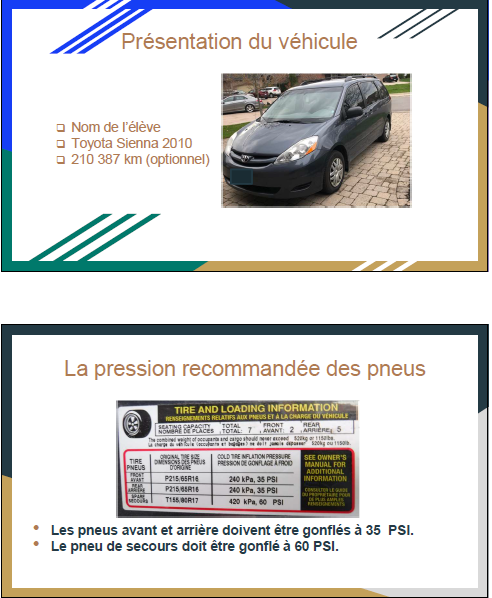 Présentation du véhicule
❑ Nom de l'élève
❑ Toyota Sienna 2010
❑ 210 387 km (optionnel)
La pression recommandée des pneus
TIRE AND LOADING INFORMATION
RENSEIGNEMENTS RELATIFS AUX PNEUS ET À LA CHARGE DU VÉHICULE
SEATING CAPACITY TOTAL FRONT REAR
NOMBRE DE PLACES TOTAL: 7 AVANT: 2 ARRIÈRE: 5
The combined weight of occupants and cargo should never exceed 520kg or 1150lbs.
La charge du véhicule (occupants et bagages) ne doit jamais dépasser 520kg ou 1150lb.
TIRE ORIGINAL TIRE SIZE COLD TIRE INFLATION PRESSURE
PNEUS DIMENSIONS DES PNEUS D'ORIGINE PRESSION DE GONFLAGE À FROID
FRONT AVANT P215/65R16 240 kPa, 35 PSI
REAR ARRIÈRE P215/65R16 240 kPa, 35 PSI
SPARE SECOURS T155/80R17 420 kPa, 60 PSI
SEE OWNER'S
MANUAL FOR
ADDITIONAL
INFORMATION
CONSULTER LE GUIDE
DU PROPRIÉTAIRE POUR
DE PLUS AMPLES
RENSEIGNEMENTS
• Les pneus avant et arrière doivent être gonflés à 35 PSI.
• Le pneu de secours doit être gonflé à 60 PSI.